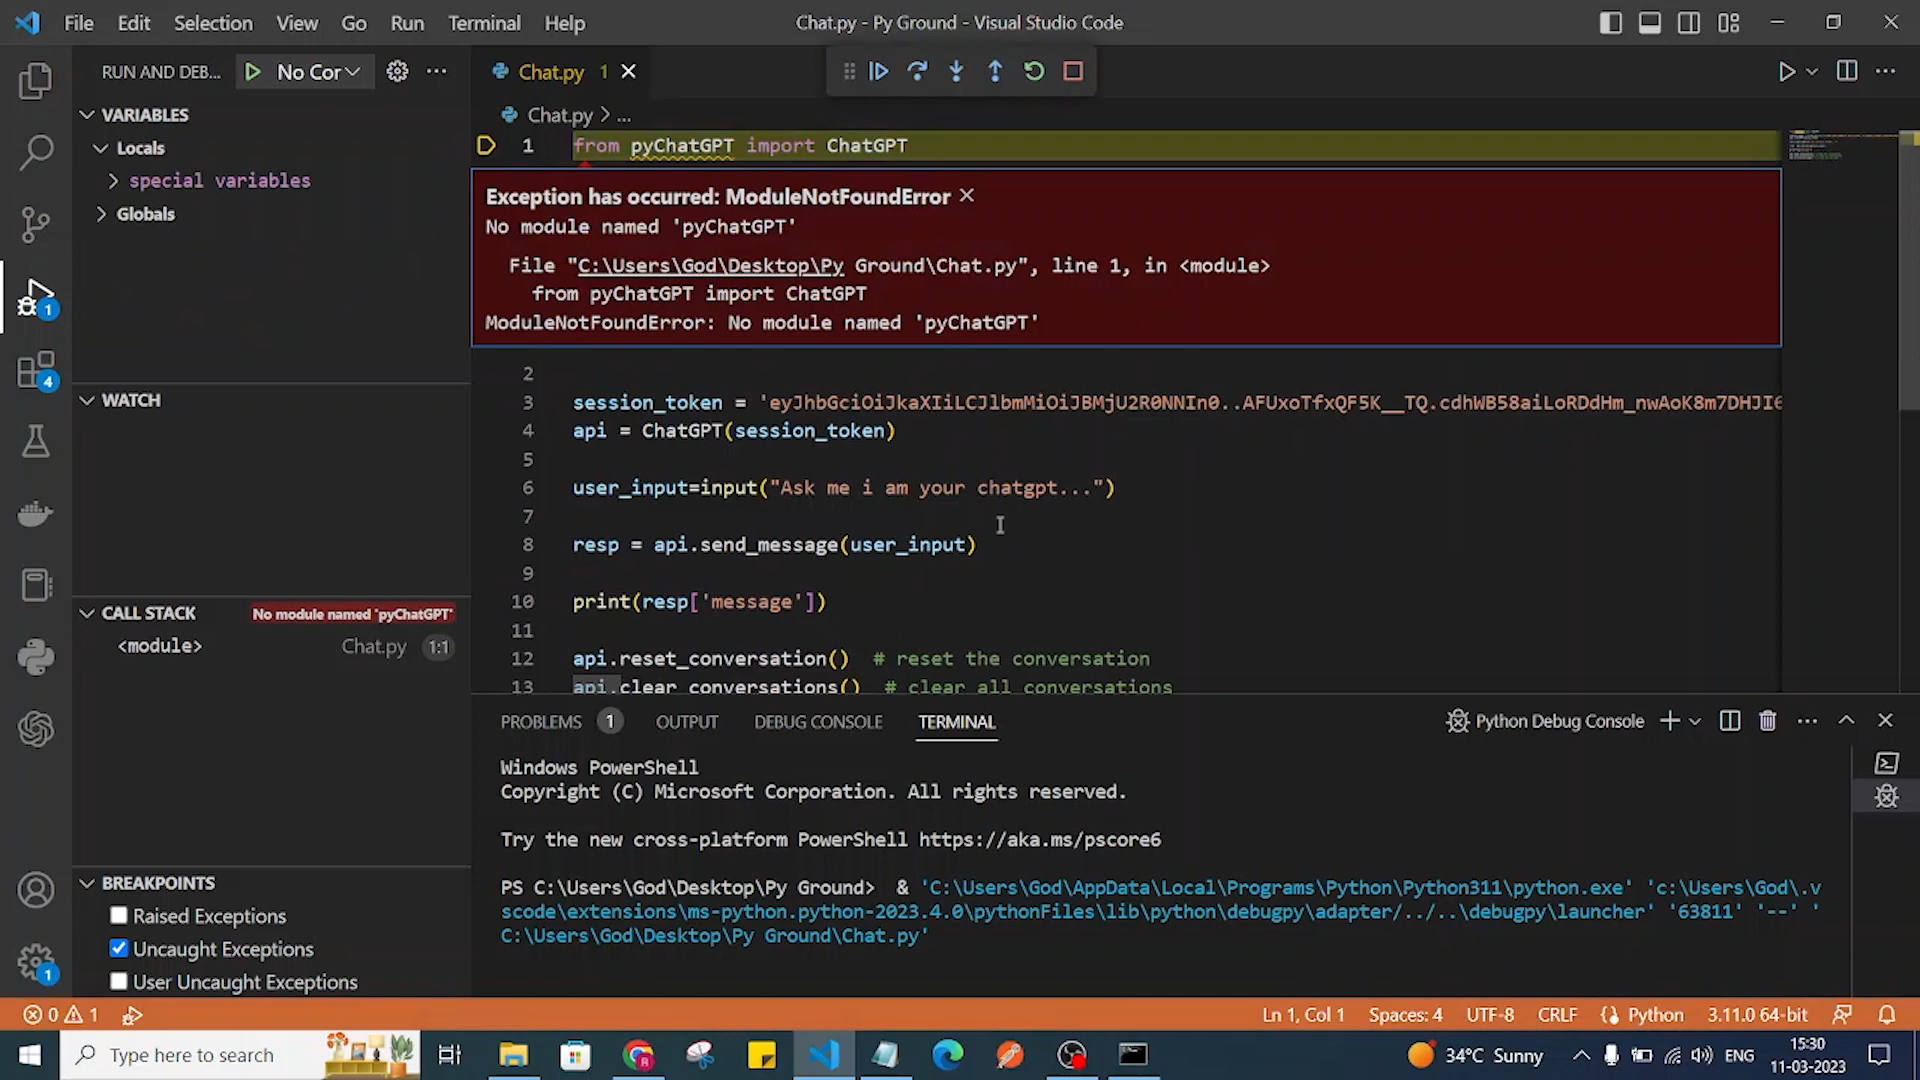 File Edit Selection View Go Run Terminal Help
Chat.py - Py Ground - Visual Studio Code
RUN AND DEB...
No Cor
Chat.py 1
VARIABLES
Locals
special variables
Globals
WATCH
CALL STACK
No module named 'pyChatGPT'
<module> Chat.py 1:1
BREAKPOINTS
Raised Exceptions
Uncaught Exceptions
User Uncaught Exceptions
1
4
1
Chat.py > ...
1 from pyChatGPT import ChatGPT
Exception has occurred: ModuleNotFoundError
No module named 'pyChatGPT'
File "C:\Users\God\Desktop\Py Ground\Chat.py", line 1, in <module>
from pyChatGPT import ChatGPT
ModuleNotFoundError: No module named 'pyChatGPT'
2
3 session_token = 'eyJhbGciOiJkaXIiLCJlbmMiOiJBMjU2R0NNIn0..AFUxoTfxQF5K__TQ.cdhWB58aiLoRDdHm_nwAoK8m7DHJI6
4 api = ChatGPT(session_token)
5
6 user_input=input("Ask me i am your chatgpt...")
7
8 resp = api.send_message(user_input)
9
10 print(resp['message'])
11
12 api.reset_conversation() # reset the conversation
13 api.clear_conversations() # clear all conversations
PROBLEMS 1 OUTPUT DEBUG CONSOLE TERMINAL
Python Debug Console
Windows PowerShell
Copyright (C) Microsoft Corporation. All rights reserved.
Try the new cross-platform PowerShell https://aka.ms/pscore6
PS C:\Users\God\Desktop\Py Ground> & 'C:\Users\God\AppData\Local\Programs\Python\Python311\python.exe' 'c:\Users\God\.v
scode\extensions\ms-python.python-2023.4.0\pythonFiles\lib\python\debugpy\adapter/../..\debugpy\launcher' '63811' '--' '
C:\Users\God\Desktop\Py Ground\Chat.py'
0 1
Ln 1, Col 1 Spaces: 4 UTF-8 CRLF Python 3.11.0 64-bit
Type here to search
34°C Sunny
ENG
15:30
11-03-2023